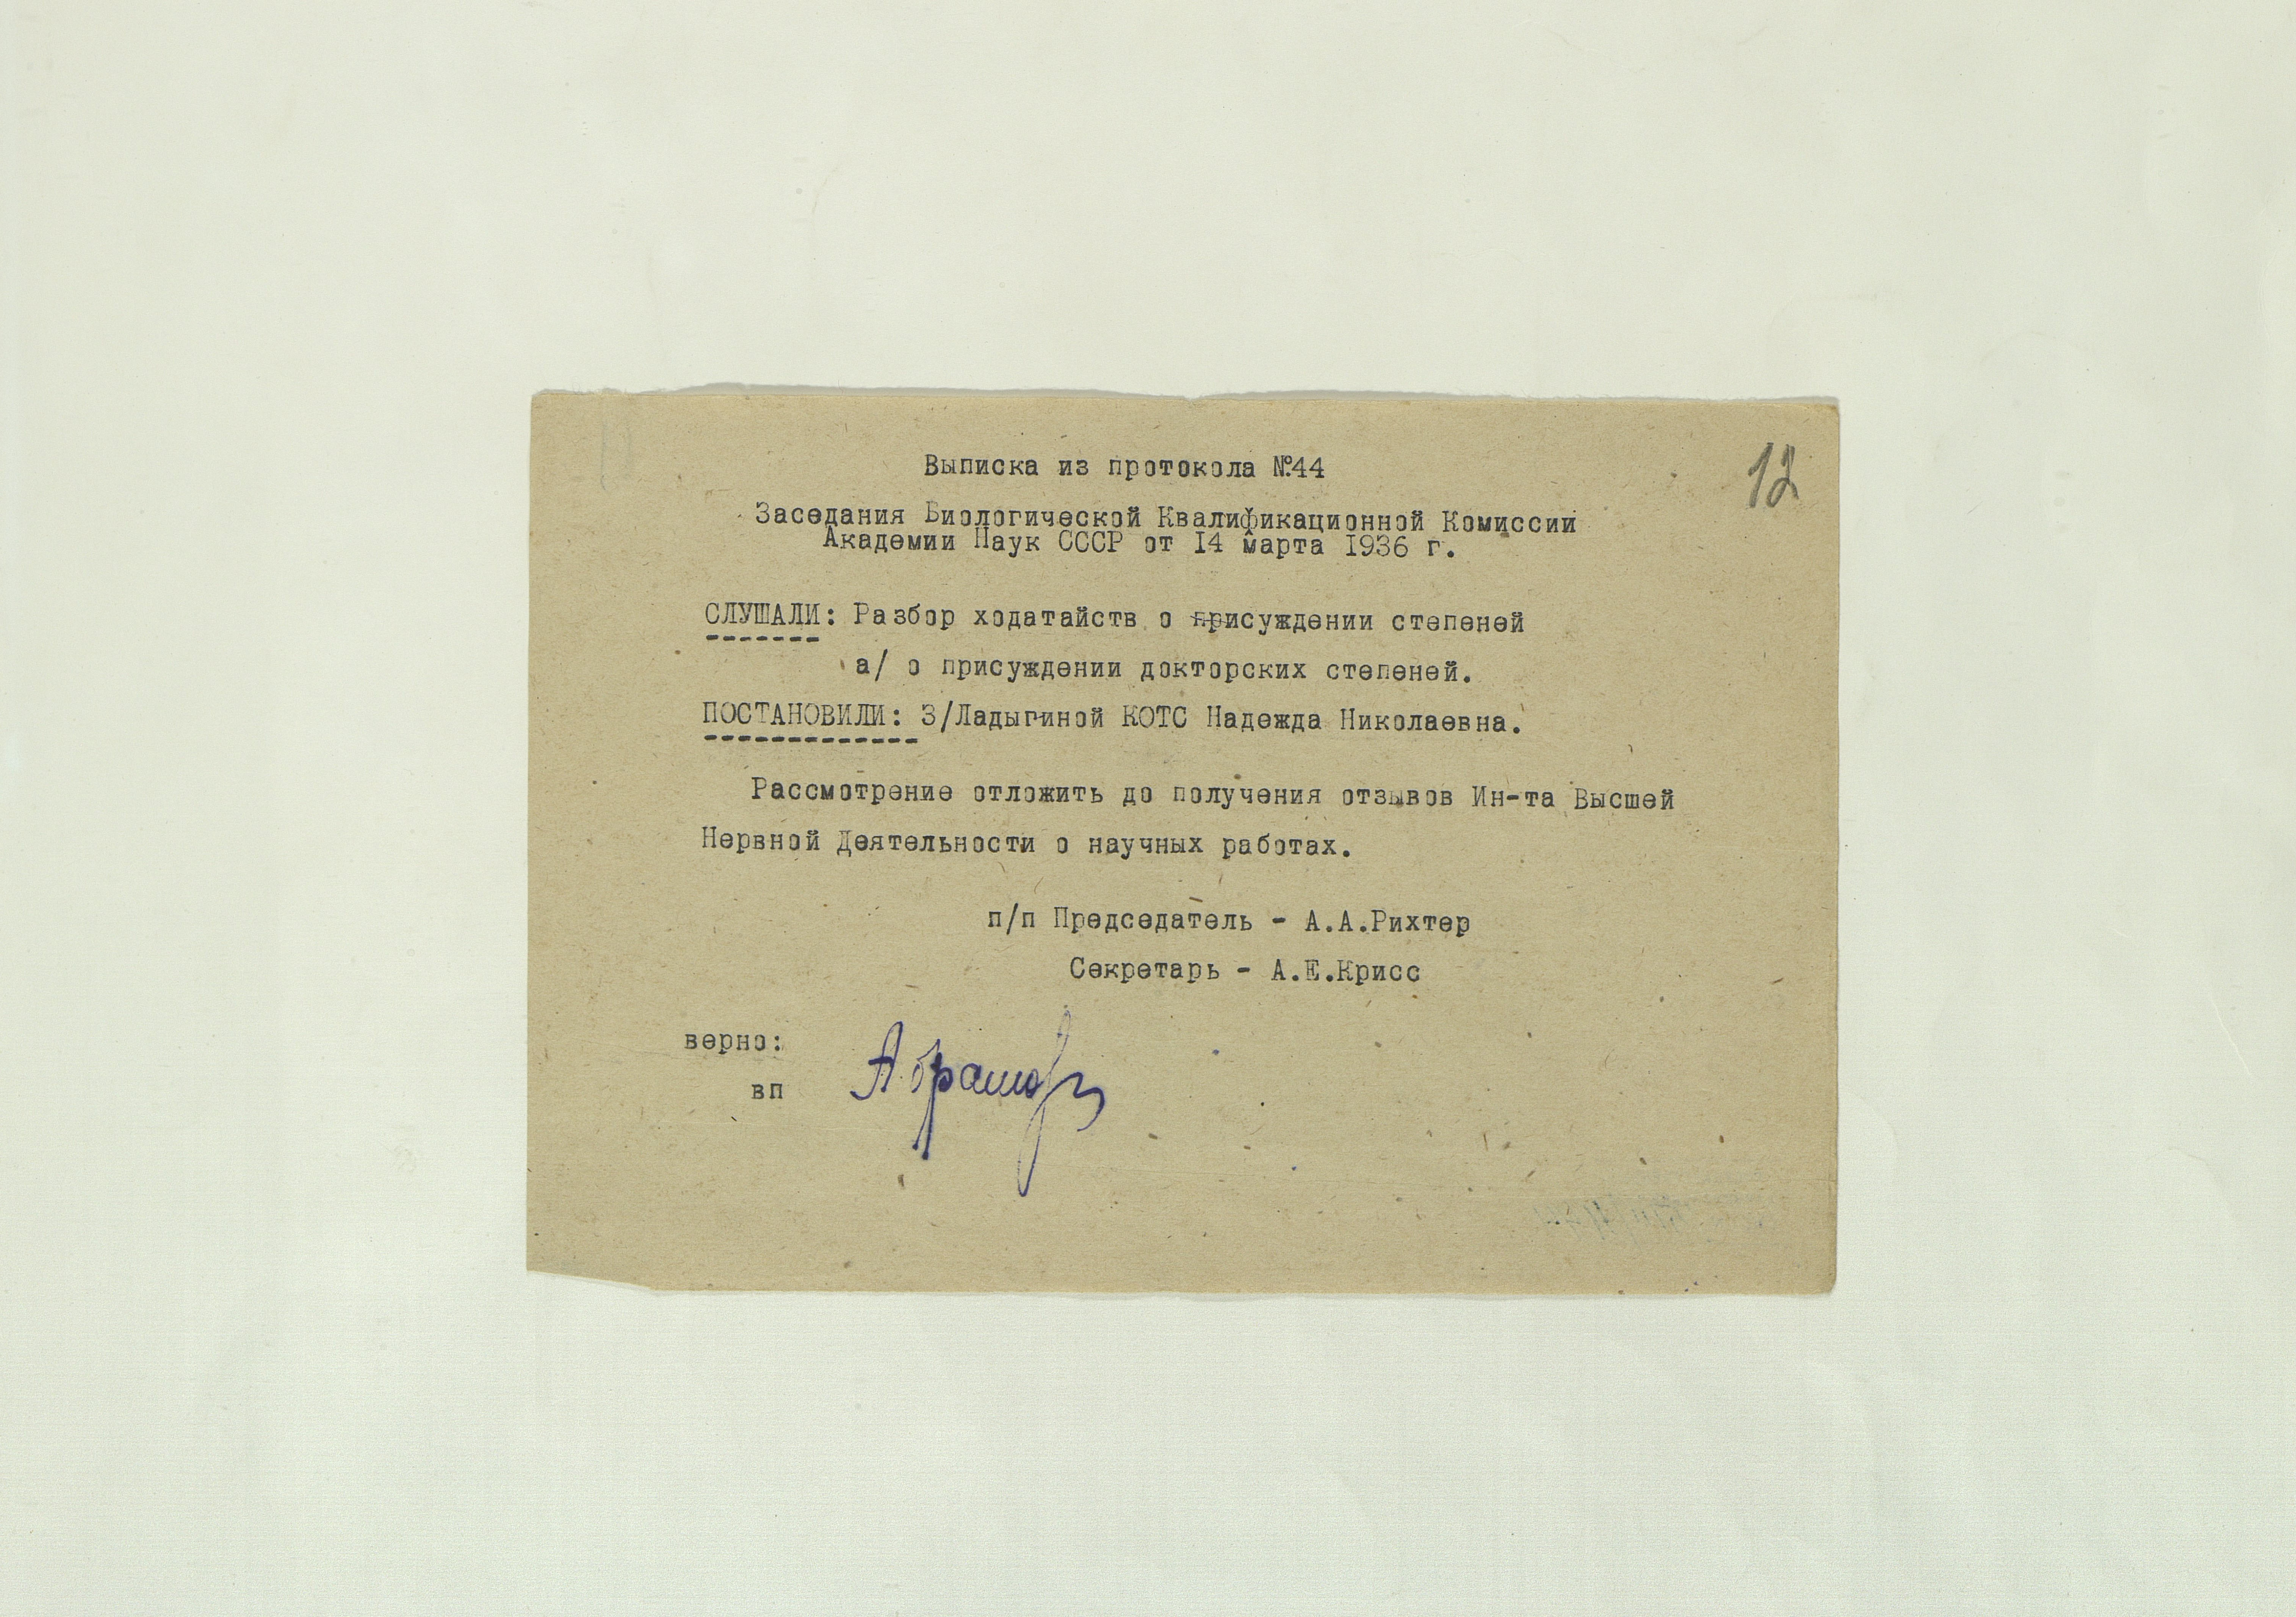 12
Выписка из протокола №44
Заседания Биологической Квалификационной Комиссии
Академии Наук СССР от 14 марта 1936 г.
СЛУШАЛИ: Разбор ходатайств о присуждении степеней
а/ о присуждении докторских степеней.
ПОСТАНОВИЛИ: 3/Ладыгиной КОТС Надежда Николаевна.
Рассмотрение отложить до получения отзывов Ин-та Высшей
Нервной Деятельности о научных работах.
п/п Председатель - А.А.Рихтер
Секретарь - А.Е.Крисс
верно:
вп